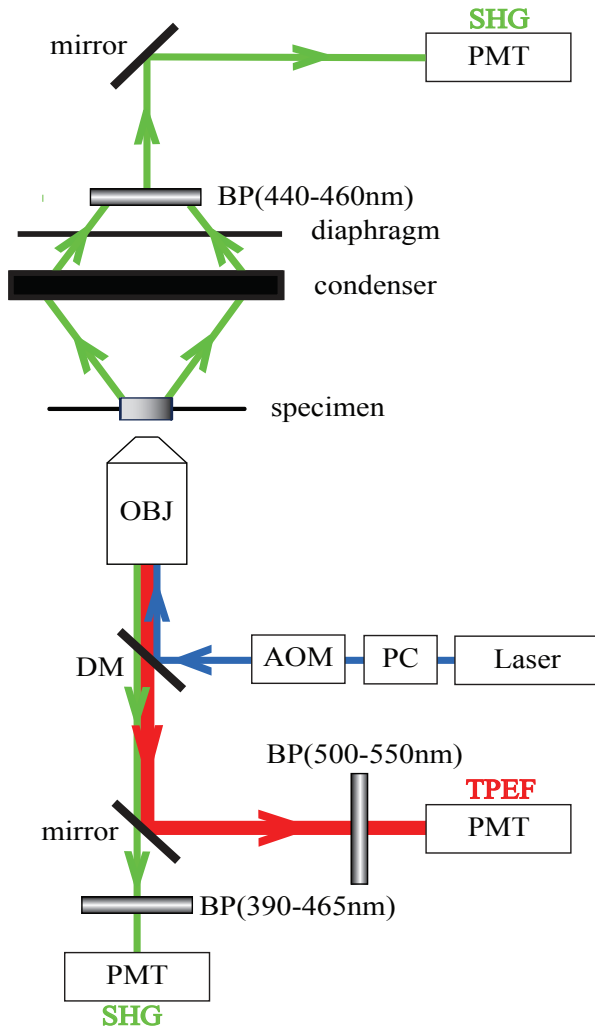 SHG
mirror
PMT
BP(440-460nm)
diaphragm
condenser
specimen
OBJ
DM
AOM
PC
Laser
BP(500-550nm)
TPEF
mirror
PMT
BP(390-465nm)
PMT
SHG